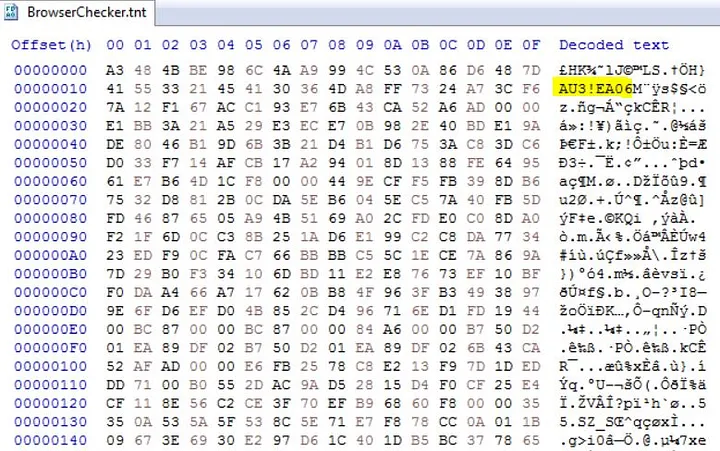 BrowserChecker.tnt
Offset(h) 00 01 02 03 04 05 06 07 08 09 0A 0B 0C 0D 0E 0F Decoded text
00000000 A3 48 4B BE 98 6C 4A A9 99 4C 53 0A 86 D6 48 7D £HK¾˜lJ©™LS.†ÖH}
00000010 41 55 33 21 45 41 30 36 4D A8 FF 73 24 A7 3C F6 AU3!EA06M¨ÿs$§<ö
00000020 7A 12 F1 67 AC C1 93 E7 6B 43 CA 52 A6 00 00 00 z.ñg¬Á“çkCÊR¦...
00000030 E1 BB 3A 21 A5 29 E3 EC E7 0B 98 2E 40 BD E1 9A á»:!¥)ãìç.˜.@½áš
00000040 DE 80 46 B1 9D 6B 3B 21 D4 B1 D6 75 3A C8 3D C6 Þ€F±.k;!Ô±Öu:È=Æ
00000050 D0 33 F7 14 AF CB 17 A2 94 01 8D 13 88 FE 64 95 Ð3÷.¯Ë.¢”...ˆþd•
00000060 61 E7 B6 4D 1C F8 00 00 44 9E CF F5 FB 39 8D B6 aç¶M.ø..DžÏõû9.¶
00000070 75 32 D8 81 2B 0C DA 5E B6 04 5E C5 7A 40 FB 5D u2Ø.+.Ú^¶.^Åz@û]
00000080 FD 46 87 65 05 A9 4B 51 69 A0 2C FD E0 C0 8D A0 ýF‡e.©KQi ,ýàÀ.
00000090 F2 1F 6D 0C C3 8B 25 1A D6 E1 99 C2 C8 DA 77 34 ò.m.Ã‹%.Öá™ÂÈÚw4
000000A0 23 ED F9 0C FA C7 66 BB BB C5 5C 1E CE 7A 86 9A #íù.úÇf»»Å\.Îz†š
000000B0 7D 29 B0 F3 34 10 6D BD 11 E2 E8 76 73 EF 10 BF })°ó4.m½.âèvsï.¿
000000C0 F0 DA A4 66 A7 17 62 0B B8 4F 96 3F B3 49 38 97 ðÚ¤f§.b.¸O–?³I8—
000000D0 9E 6F D6 EF D0 4B 85 2C D4 96 71 6E D1 FD 19 44 žoÖïÐK…,Ô–qnÑý.D
000000E0 00 BC 87 00 00 BC 87 00 00 84 A6 00 00 B7 50 D2 .¼‡..¼‡..„¦..·PÒ
000000F0 01 EA 89 DF 02 B7 50 D2 01 EA 89 DF 02 6B 43 CA .ê‰ß.·PÒ.ê‰ß.kCÊ
00000100 52 AF AD 00 00 E6 FB 25 78 C8 E2 13 F9 7D 1D ED R¯...æû%xÈâ.ù}.í
00000110 DD 71 00 B0 55 2D AC 9A D5 28 15 D4 F0 CF 25 E4 Ýq.°U-¬šÕ(.ÔðÏ%ä
00000120 CF 11 8E 56 C2 CE 3F 70 EF B9 68 60 F8 00 00 35 Ï.ŽVÂÎ?pï¹h`ø..5
00000130 35 0A 53 5A 5F 53 8C 5E 71 E7 F8 78 CC 0A 01 1B 5.SZ_SŒ^qçøxÌ...
00000140 09 67 3E 69 30 E2 97 D6 1C 40 1D B5 BC 37 78 65 .g>i0â—Ö.@.µ¼7xe